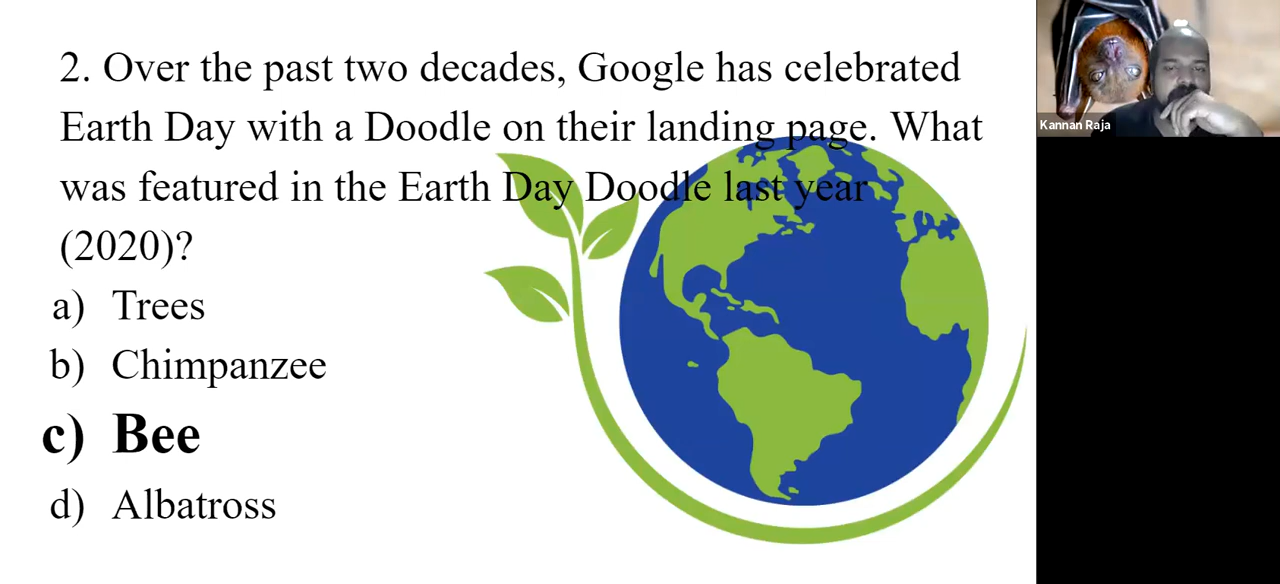 2. Over the past two decades, Google has celebrated
Earth Day with a Doodle on their landing page. What
was featured in the Earth Day Doodle last year
(2020)?
a) Trees
b) Chimpanzee
c) Bee
d) Albatross
Kannan Raja